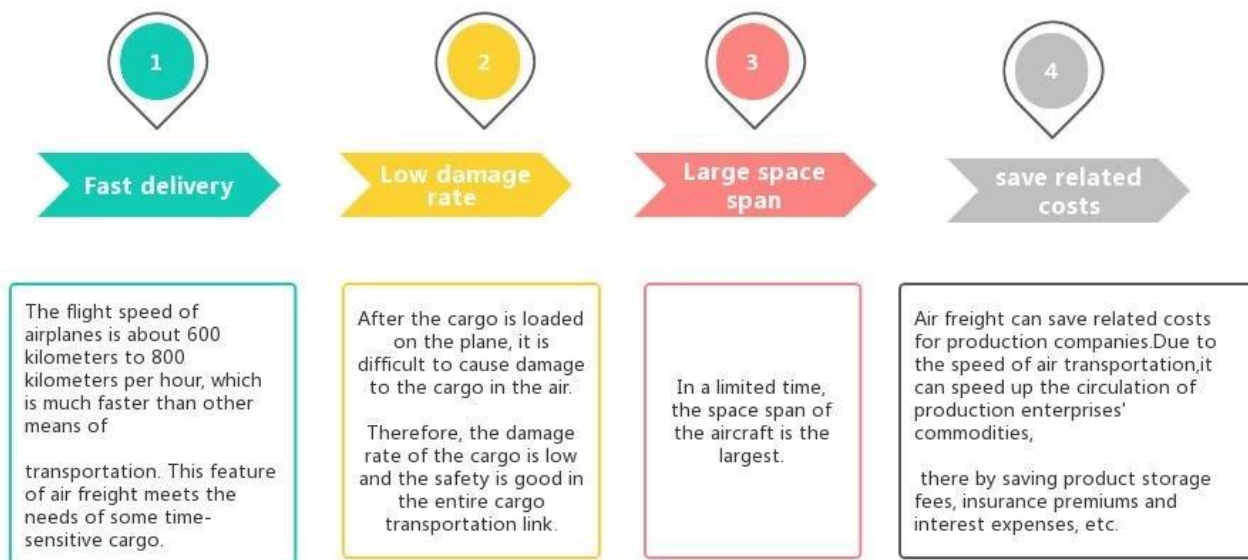 1
2
3
4
Fast delivery
Low damage
rate
Large space
span
save related
costs
The flight speed of
airplanes is about 600
kilometers to 800
kilometers per hour, which
is much faster than other
means of
transportation. This feature
of air freight meets the
needs of some time-
sensitive cargo.
After the cargo is loaded
on the plane, it is
difficult to cause damage
to the cargo in the air.
Therefore, the damage
rate of the cargo is low
and the safety is good in
the entire cargo
transportation link.
In a limited time,
the space span of
the aircraft is the
largest.
Air freight can save related costs
for production companies.Due to
the speed of air transportation,it
can speed up the circulation of
production enterprises'
commodities,
there by saving product storage
fees, insurance premiums and
interest expenses, etc.